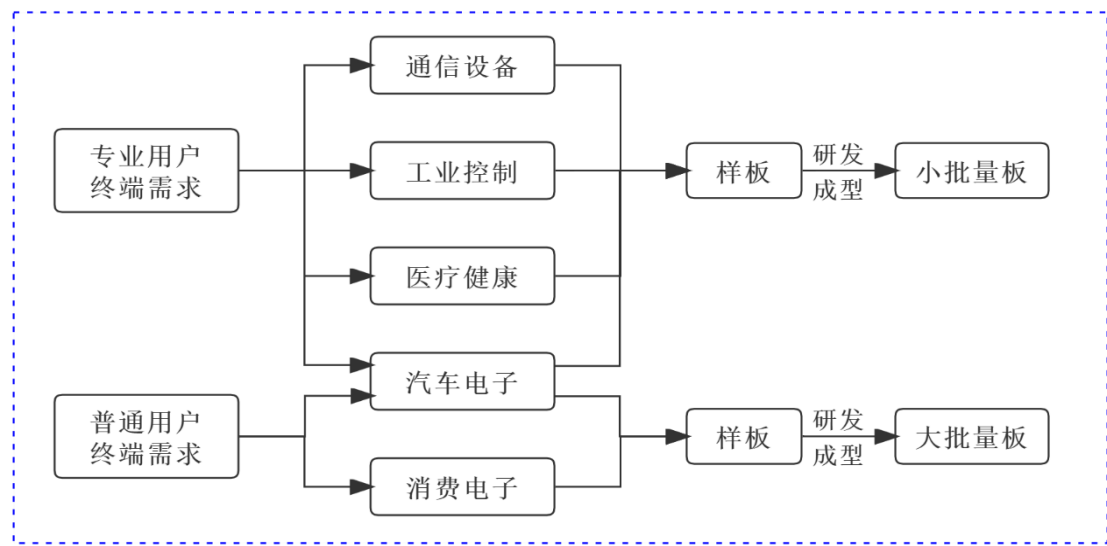 通信设备
专业用户
终端需求
工业控制
样板
研发
成型
小批量板
医疗健康
汽车电子
普通用户
终端需求
样板
研发
成型
大批量板
消费电子